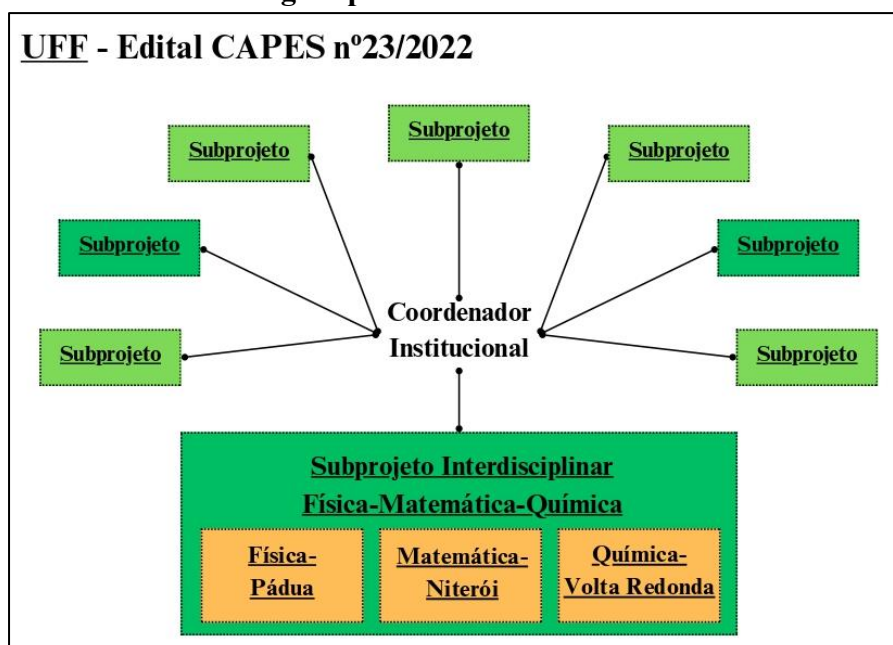 UFF - Edital CAPES nº23/2022
Subprojeto
Subprojeto
Subprojeto
Subprojeto
Subprojeto
Subprojeto
Subprojeto
Coordenador
Institucional
Subprojeto Interdisciplinar
Física-Matemática-Química
Física-
Pádua
Matemática-
Niterói
Química-
Volta Redonda